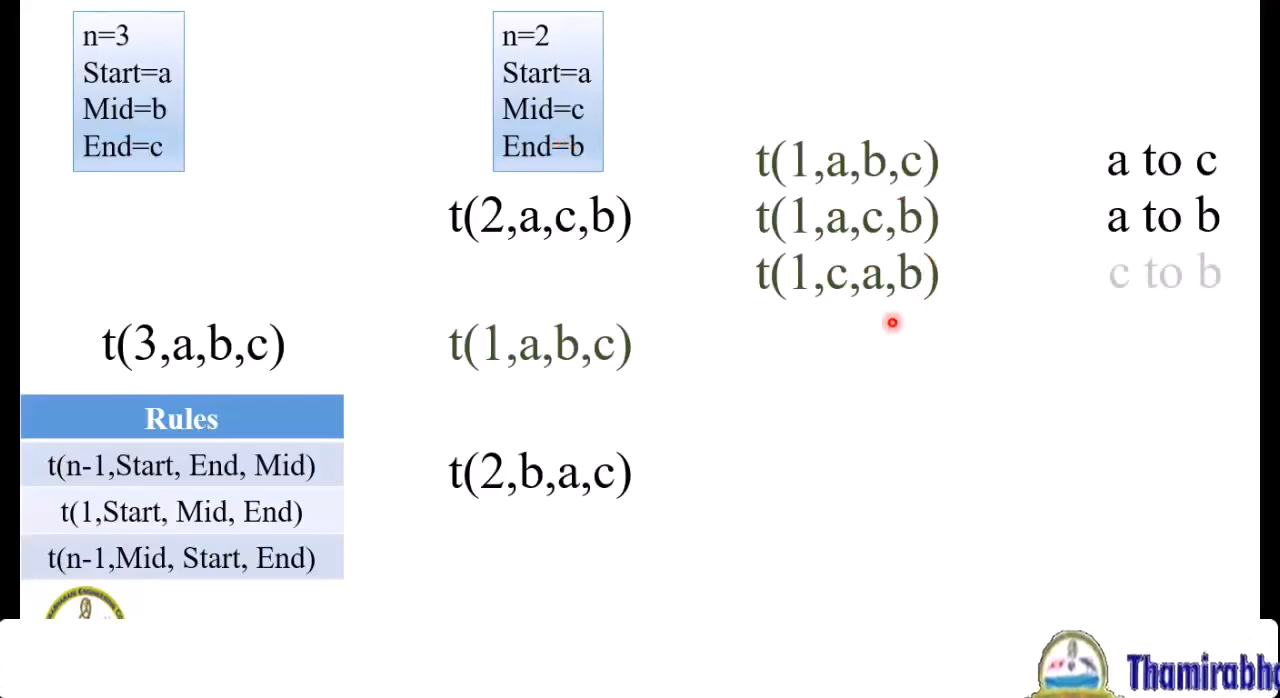 n=3
Start=a
Mid=b
End=c
n=2
Start=a
Mid=c
End=b
t(1,a,b,c)
a to c
t(2,a,c,b)
t(1,a,c,b)
a to b
t(1,c,a,b)
c to b
t(3,a,b,c)
t(1,a,b,c)
t(2,b,a,c)
Rules
t(n-1,Start, End, Mid)
t(1,Start, Mid, End)
t(n-1,Mid, Start, End)